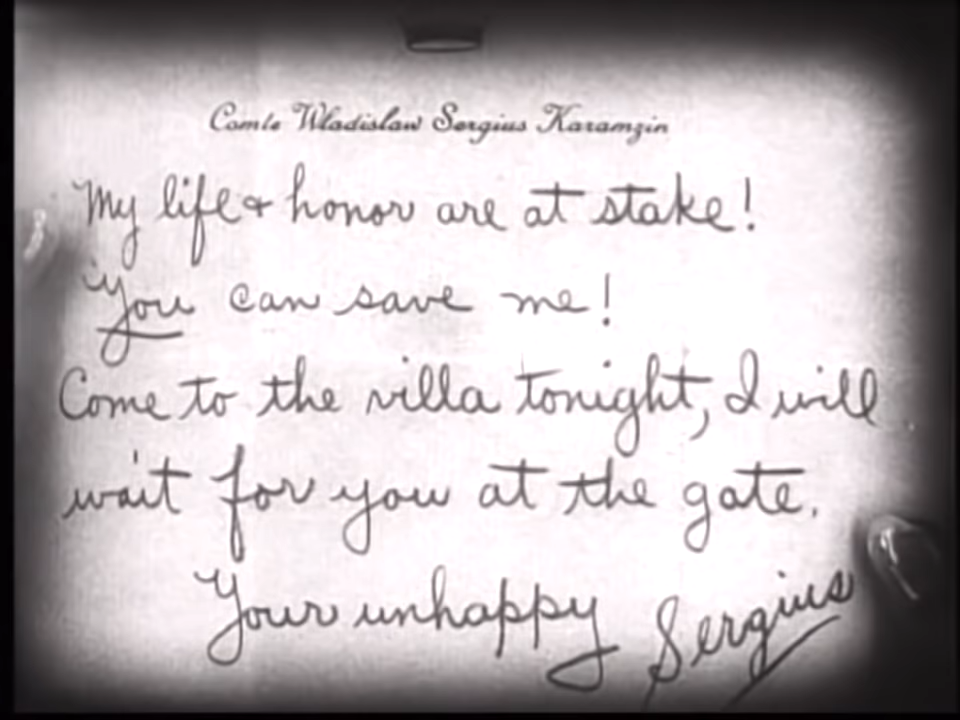 Comte Wladislaw Sergius Karamzin
My life & honor are at stake!
You can save me!
Come to the villa tonight, I will
wait for you at the gate.
Your unhappy Sergius